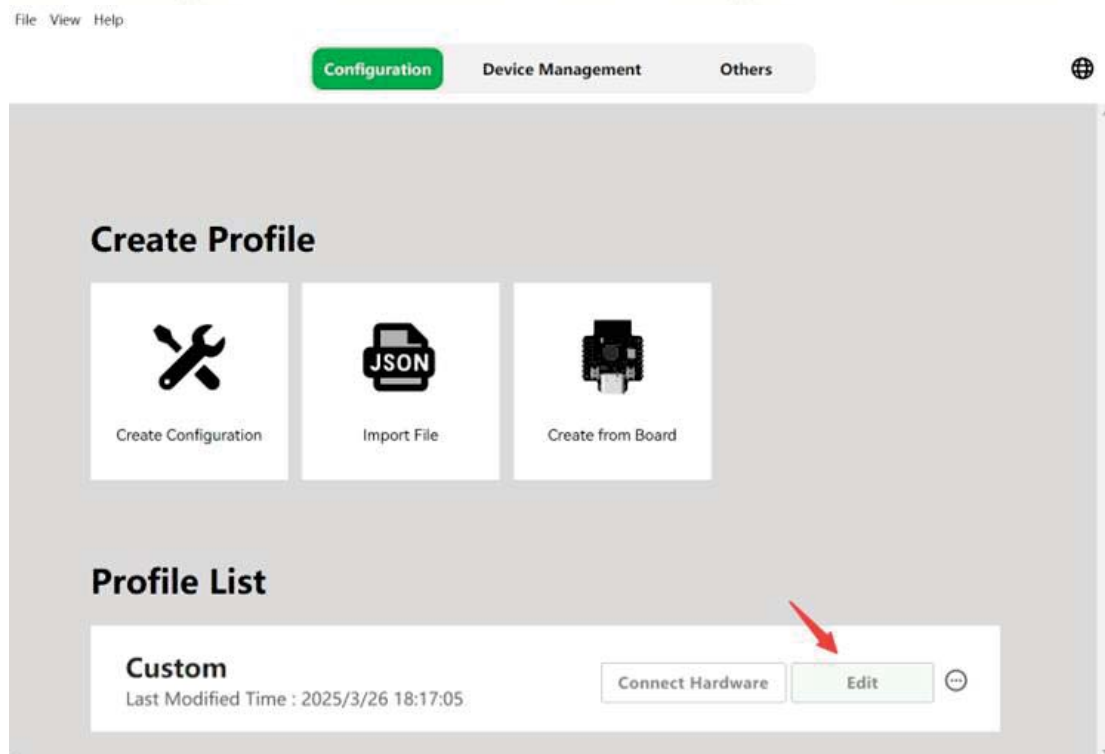 File View Help
Configuration Device Management Others
Create Profile
JSON
Create Configuration Import File Create from Board
Profile List
Custom
Connect Hardware Edit
Last Modified Time : 2025/3/26 18:17:05